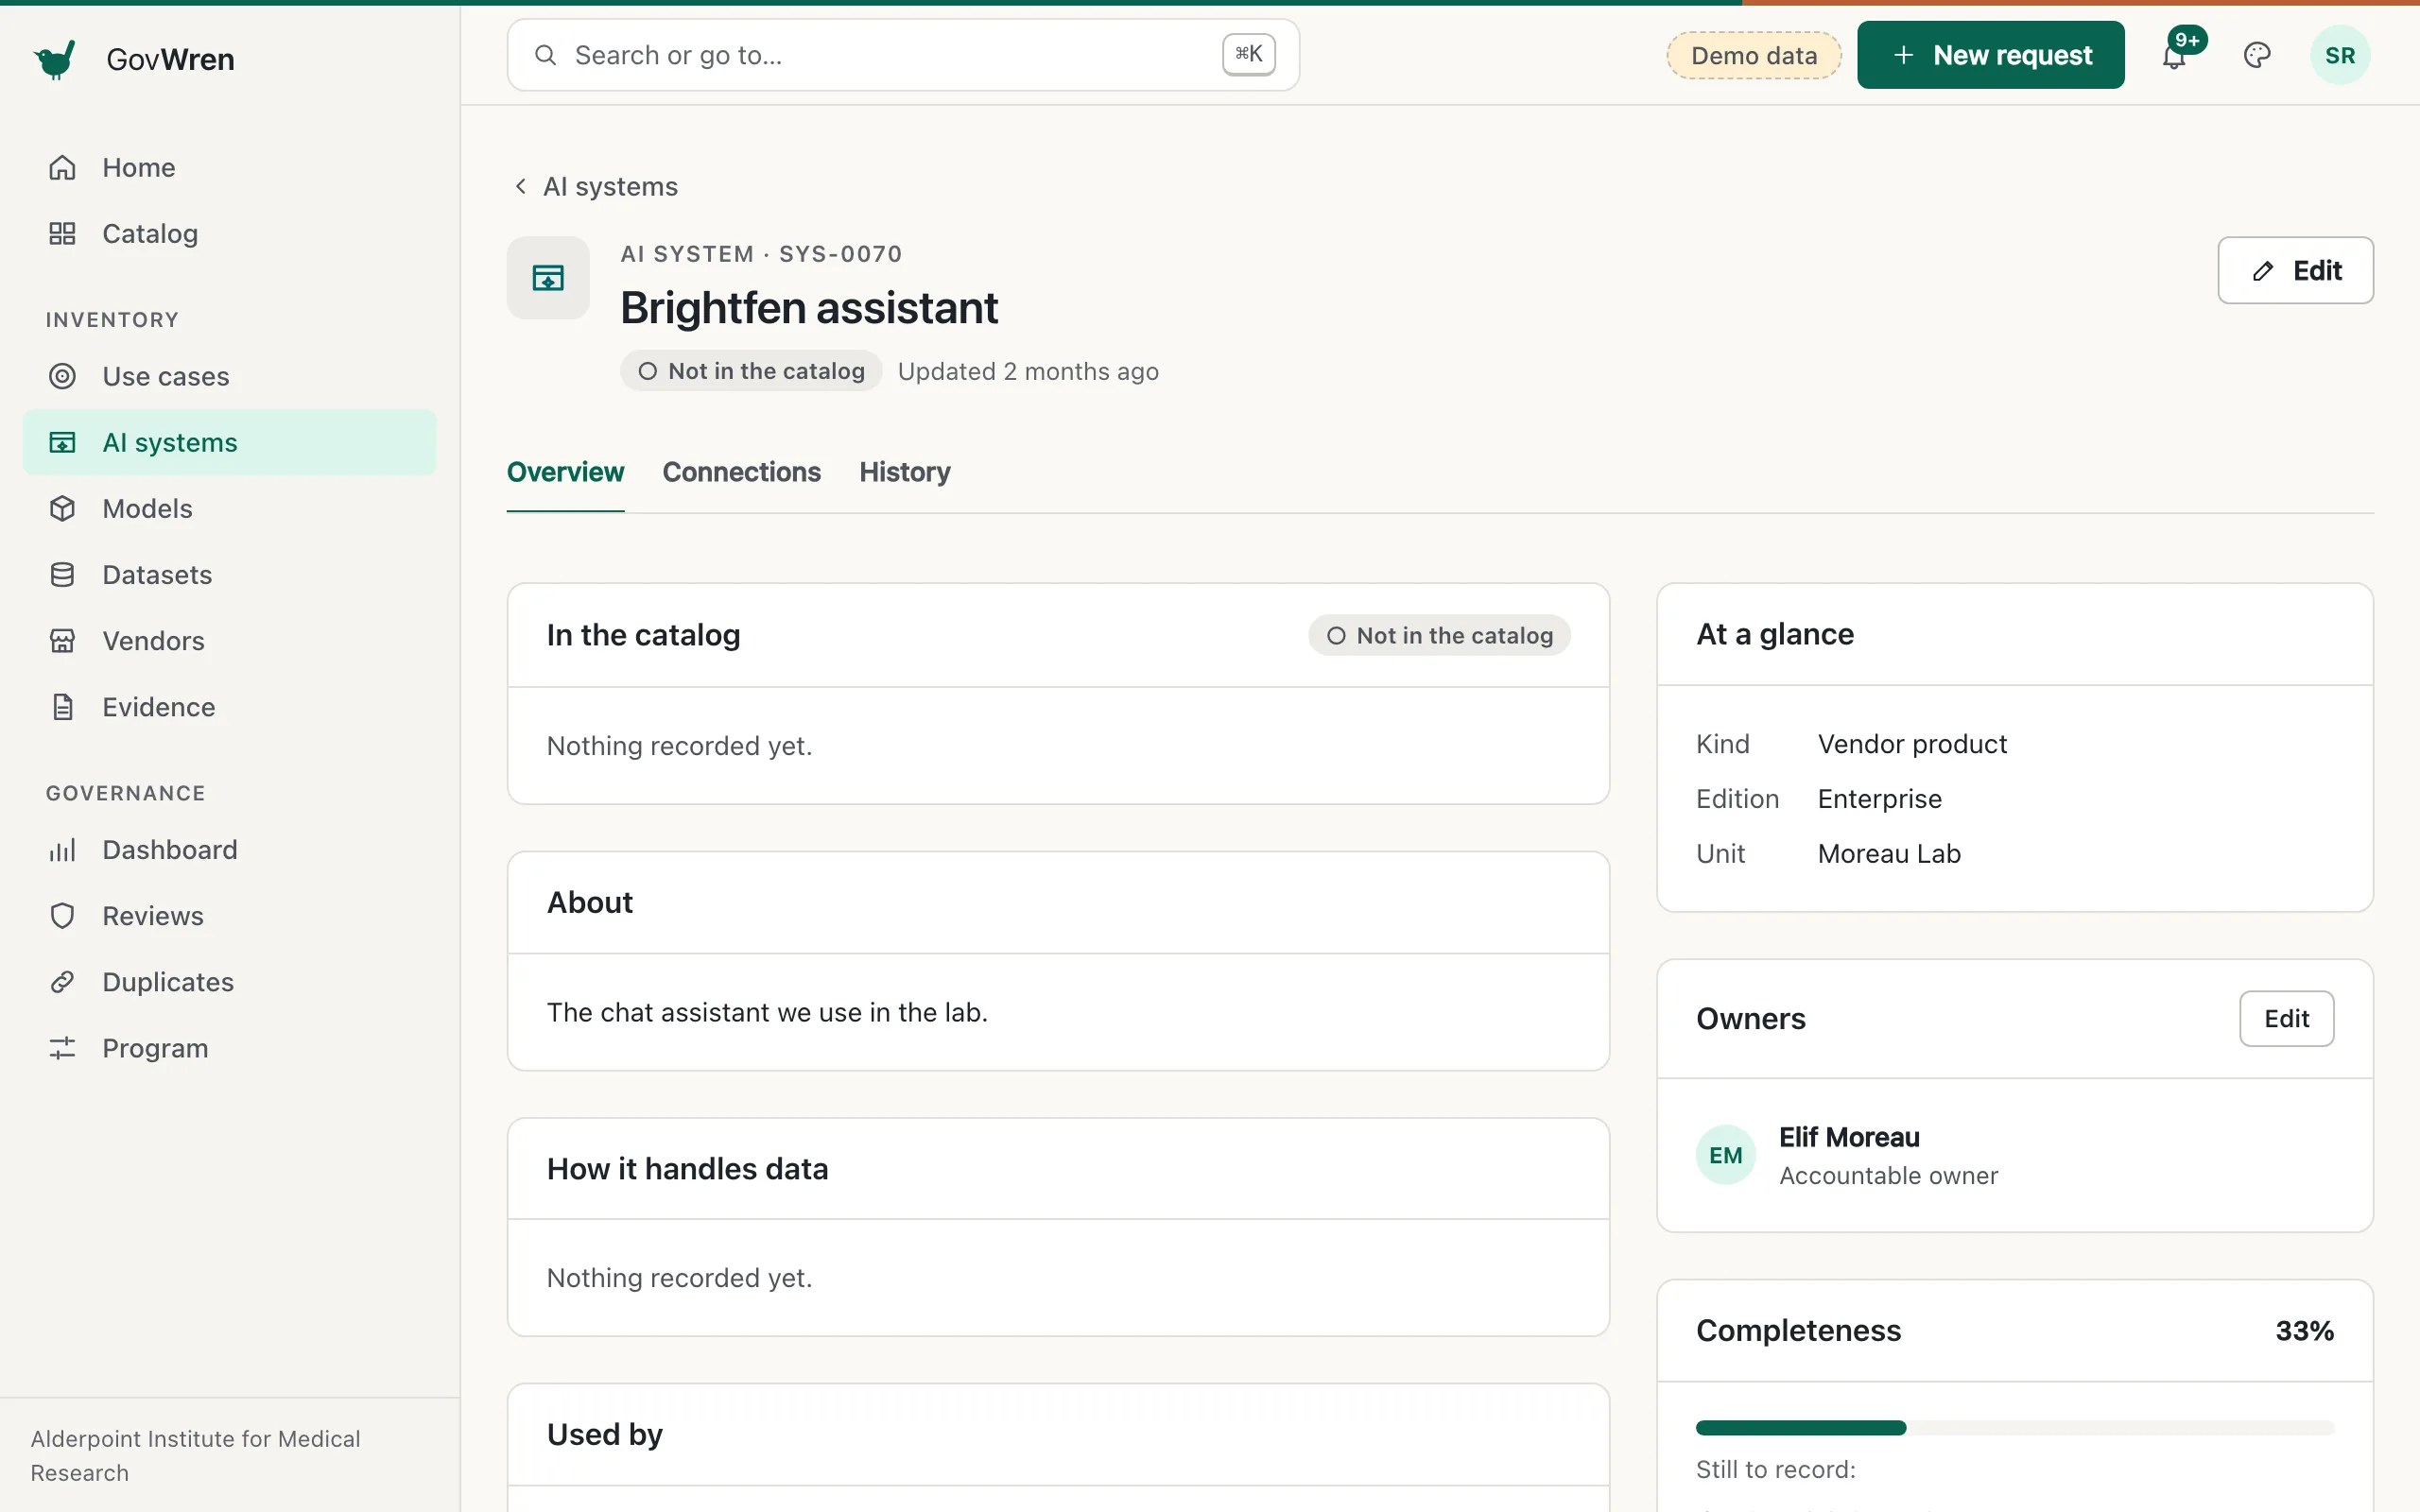 GovWren
Search or go to...
⌘K
Demo data
New request
9+
SR
Home
Catalog
INVENTORY
Use cases
AI systems
Models
Datasets
Vendors
Evidence
GOVERNANCE
Dashboard
Reviews
Duplicates
Program
Alderpoint Institute for Medical
Research
AI systems
AI SYSTEM · SYS-0070
Brightfen assistant
Not in the catalog
Updated 2 months ago
Edit
Overview
Connections
History
In the catalog
Not in the catalog
Nothing recorded yet.
About
The chat assistant we use in the lab.
How it handles data
Nothing recorded yet.
Used by
At a glance
Kind Vendor product
Edition Enterprise
Unit Moreau Lab
Owners
Edit
EM
Elif Moreau
Accountable owner
Completeness
33%
Still to record: